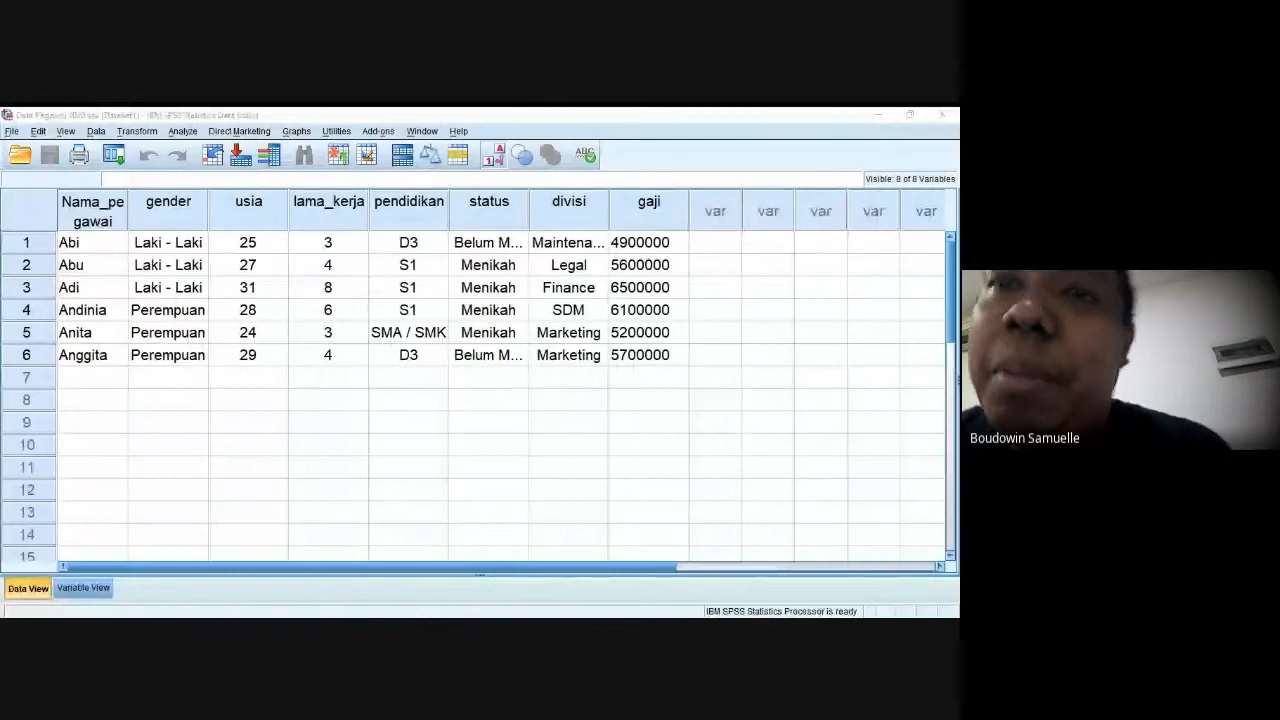 File Edit View Data Transform Analyze Direct Marketing Graphs Utilities Add-ons Window Help
Visible: 8 of 8 Variables
Nama_pe
gawai gender usia lama_kerja pendidikan status divisi gaji var var var var var
1 Abi Laki - Laki 25 3 D3 Belum M... Maintena... 4900000
2 Abu Laki - Laki 27 4 S1 Menikah Legal 5600000
3 Adi Laki - Laki 31 8 S1 Menikah Finance 6500000
4 Andinia Perempuan 28 6 S1 Menikah SDM 6100000
5 Anita Perempuan 24 3 SMA / SMK Menikah Marketing 5200000
6 Anggita Perempuan 29 4 D3 Belum M... Marketing 5700000
7
8
9
10
11
12
13
14
15
Data View Variable View
IBM SPSS Statistics Processor is ready
Boudowin Samuelle